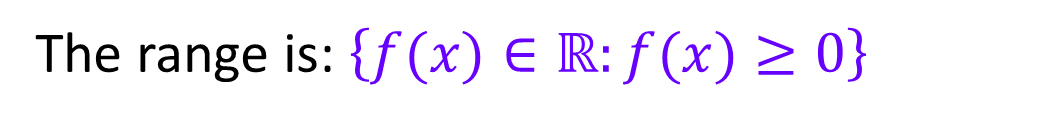 The range is: {𝑓(𝑥) ∈ ℝ: 𝑓(𝑥) ≥ 0}